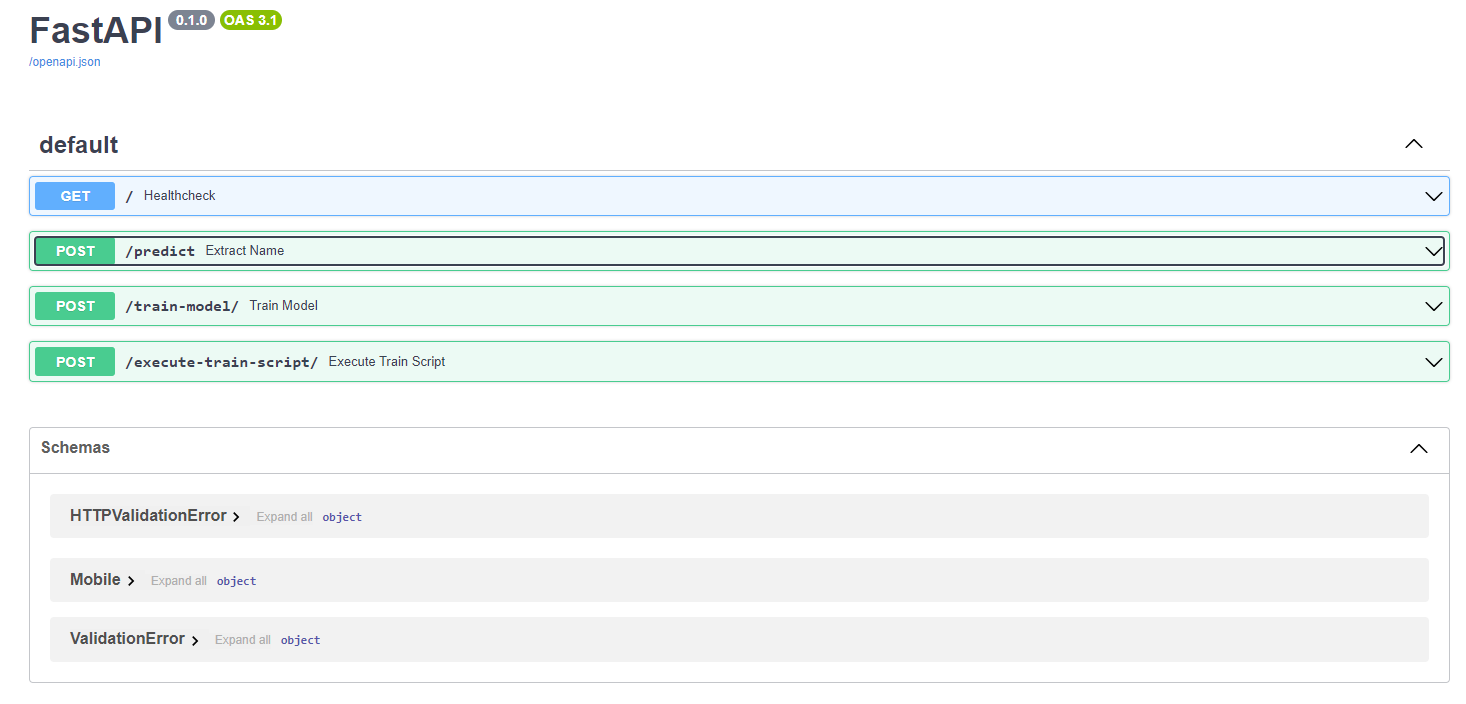 FastAPI 0.1.0 OAS 3.1
/openapi.json
default
GET / Healthcheck
POST /predict Extract Name
POST /train-model/ Train Model
POST /execute-train-script/ Execute Train Script
Schemas
HTTPValidationError Expand all object
Mobile Expand all object
ValidationError Expand all object